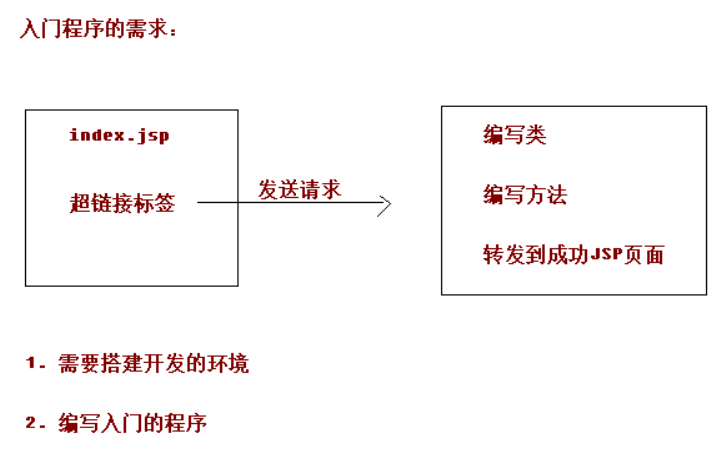 入门程序的需求：
index.jsp
超链接标签
发送请求
编写类
编写方法
转发到成功JSP页面
1. 需要搭建开发的环境
2. 编写入门的程序